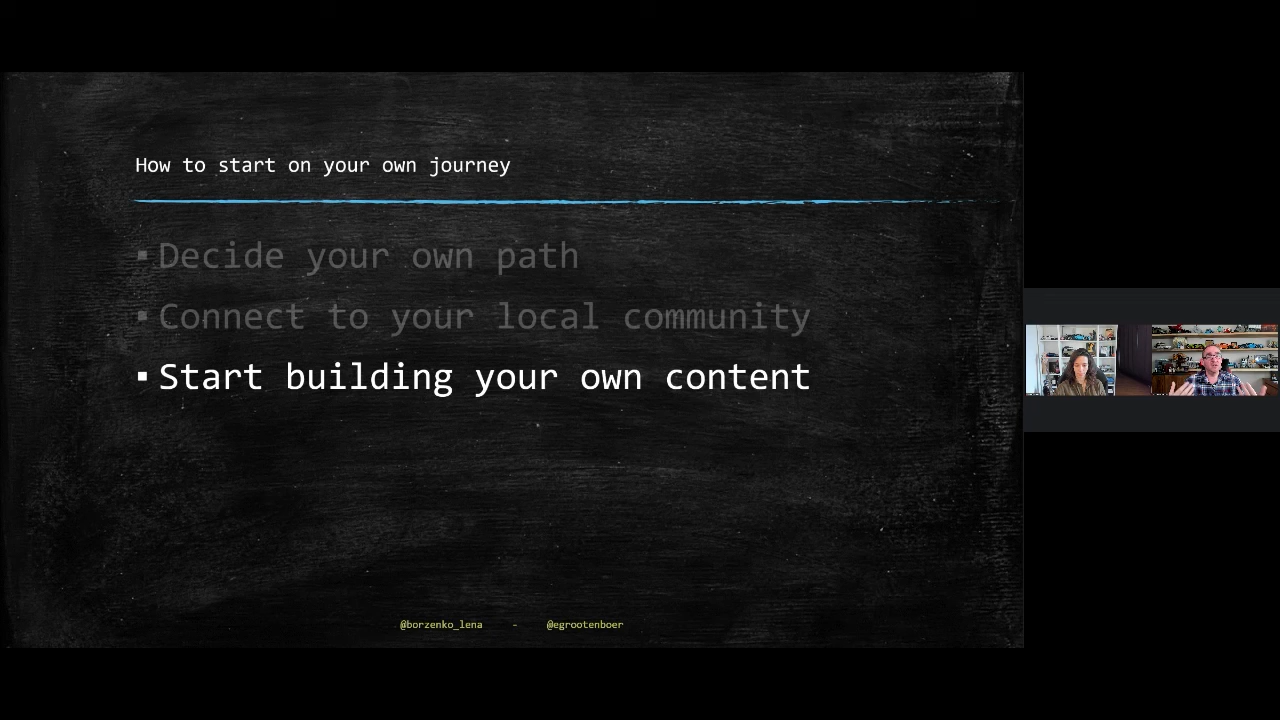 How to start on your own journey
▪ Decide your own path
▪ Connect to your local community
▪ Start building your own content
@borzenko_lena - @egrootenboer